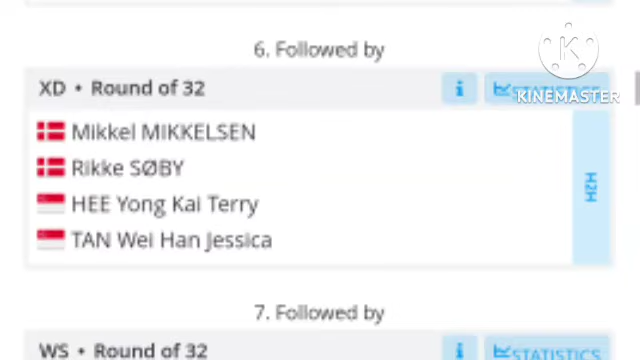 6. Followed by
XD • Round of 32
i
STATISTICS
KINEMASTER
Mikkel MIKKELSEN
Rikke SØBY
HEE Yong Kai Terry
TAN Wei Han Jessica
H2H
7. Followed by
WS • Round of 32
i
STATISTICS